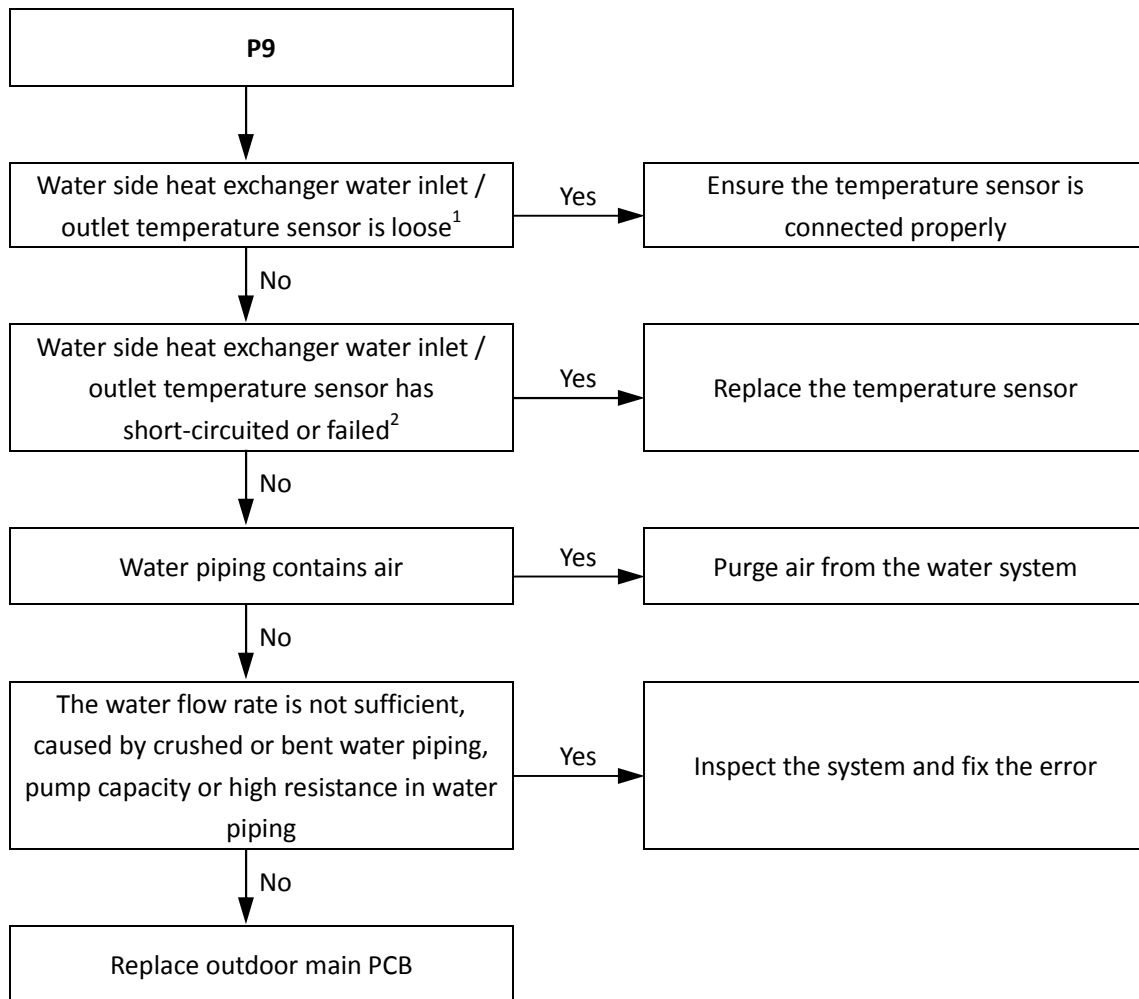 P9
Water side heat exchanger water inlet /
outlet temperature sensor is loose¹
Yes
Ensure the temperature sensor is
connected properly
No
Water side heat exchanger water inlet /
outlet temperature sensor has
short-circuited or failed²
Yes
Replace the temperature sensor
No
Water piping contains air
Yes
Purge air from the water system
No
The water flow rate is not sufficient,
caused by crushed or bent water piping,
pump capacity or high resistance in water
piping
Yes
Inspect the system and fix the error
No
Replace outdoor main PCB